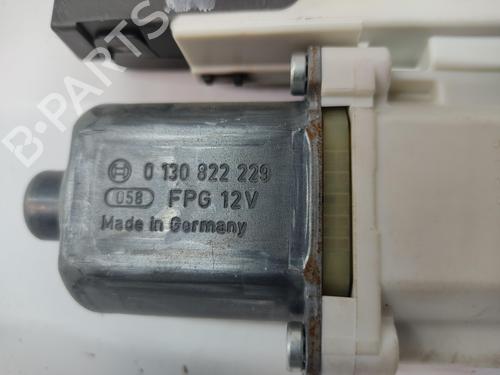 0 130 822 229
058 FPG 12V
Made in Germany
B-PARTS